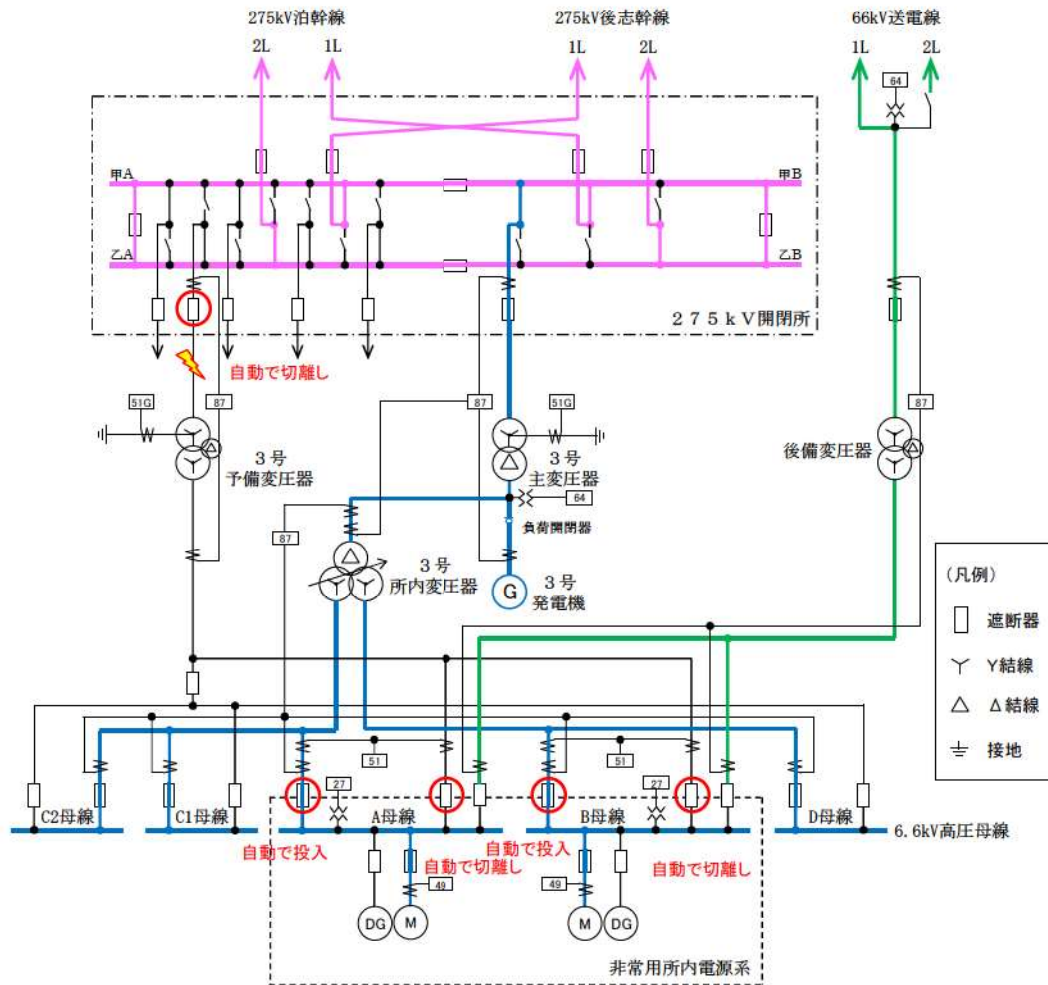 275kV泊幹線
275kV後志幹線
66kV送電線
2L
1L
1L
2L
1L
2L
64
甲A
甲B
乙A
乙B
275kV開閉所
自動で切離し
51G
87
87
51G
87
3号
予備変圧器
3号
主変圧器
後備変圧器
64
負荷開閉器
87
3号
所内変圧器
G
3号
発電機
(凡例)
遮断器
Y結線
Δ結線
接地
51
51
27
27
C2母線
C1母線
A母線
B母線
D母線
6.6kV高圧母線
自動で投入
自動で切離し
自動で投入
自動で切離し
49
49
DG
M
M
DG
非常用所内電源系